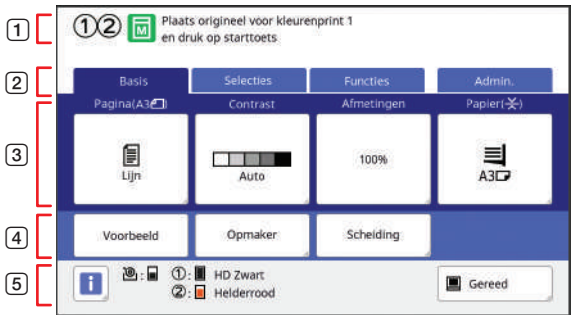 1
①② M Plaats origineel voor kleurenprint 1
en druk op starttoets
2
Basis Selecties Functies Admin.
3
Pagina(A3) Contrast Afmetingen Papier()
Lijn Auto 100% A3
4
Voorbeeld Opmaker Scheiding
5
i : ①: HD Zwart Gereed
②: Helderrood